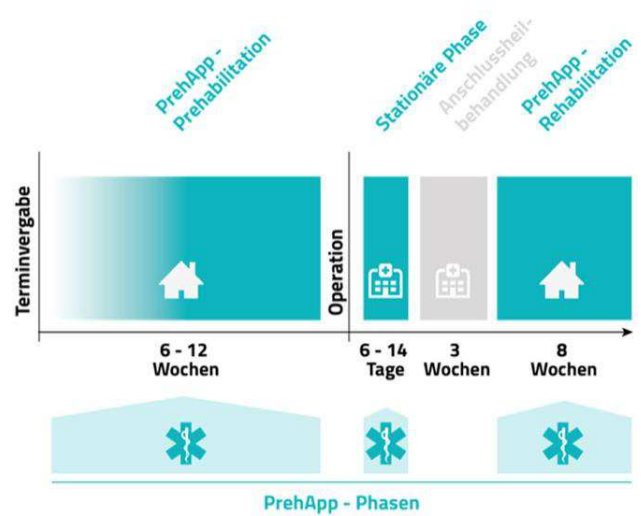 PrehApp -
Prehabilitation
Stationäre Phase
Anschlussheil-
behandlung
PrehApp -
Rehabilitation
Terminvergabe
Operation
6 - 12
Wochen
6 - 14
Tage
3
Wochen
8
Wochen
PrehApp - Phasen